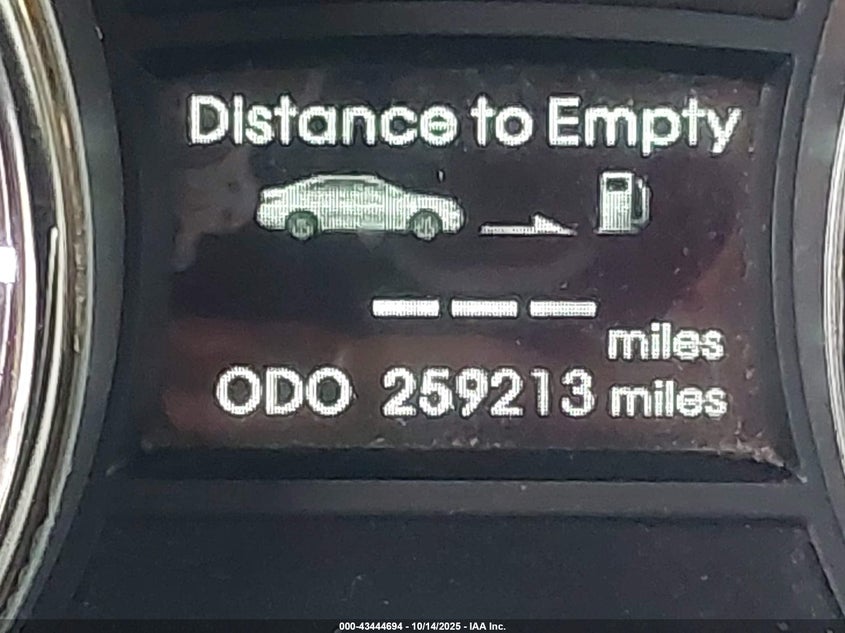 Distance to Empty
--- miles
ODO 259213 miles
000-43444694 - 10/14/2025 - IAA Inc.